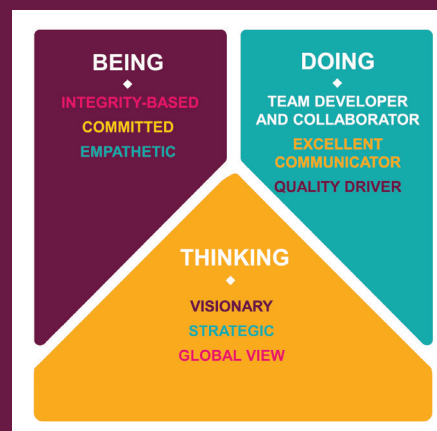 BEING
INTEGRITY-BASED
COMMITTED
EMPATHETIC
DOING
TEAM DEVELOPER
AND COLLABORATOR
EXCELLENT
COMMUNICATOR
QUALITY DRIVER
THINKING
VISIONARY
STRATEGIC
GLOBAL VIEW